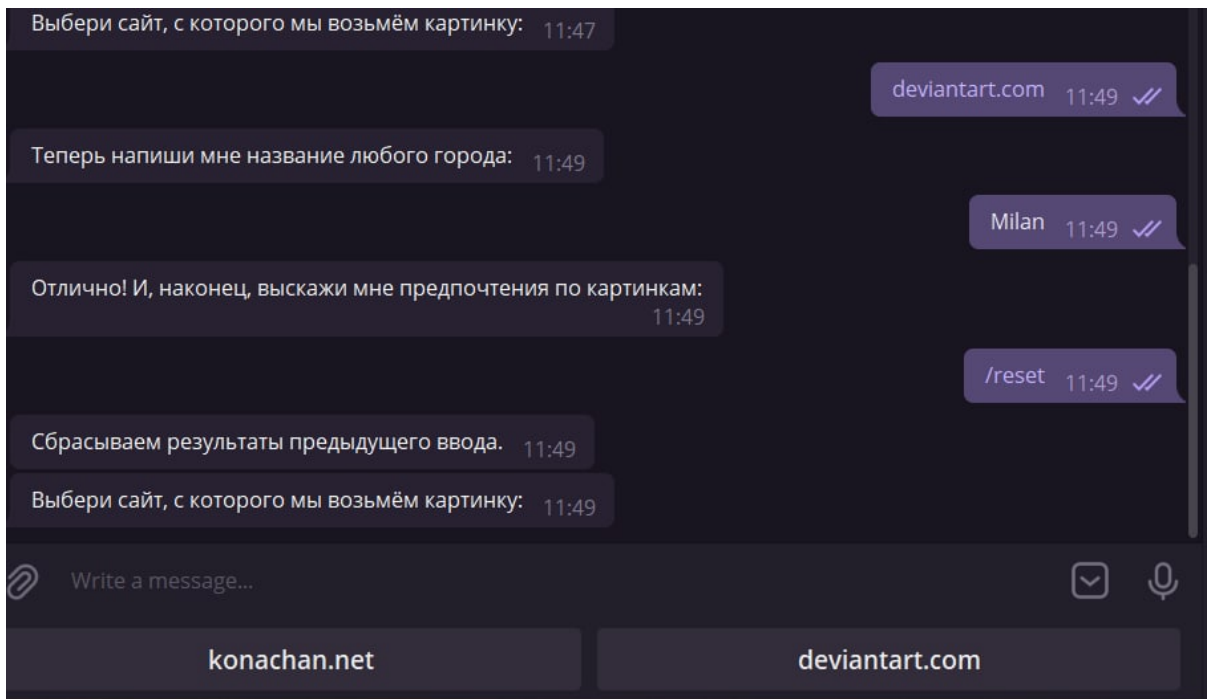 Выбери сайт, с которого мы возьмём картинку: 11:47
deviantart.com 11:49
Теперь напиши мне название любого города: 11:49
Milan 11:49
Отлично! И, наконец, выскажи мне предпочтения по картинкам:
11:49
/reset 11:49
Сбрасываем результаты предыдущего ввода. 11:49
Выбери сайт, с которого мы возьмём картинку: 11:49
Write a message...
konachan.net deviantart.com